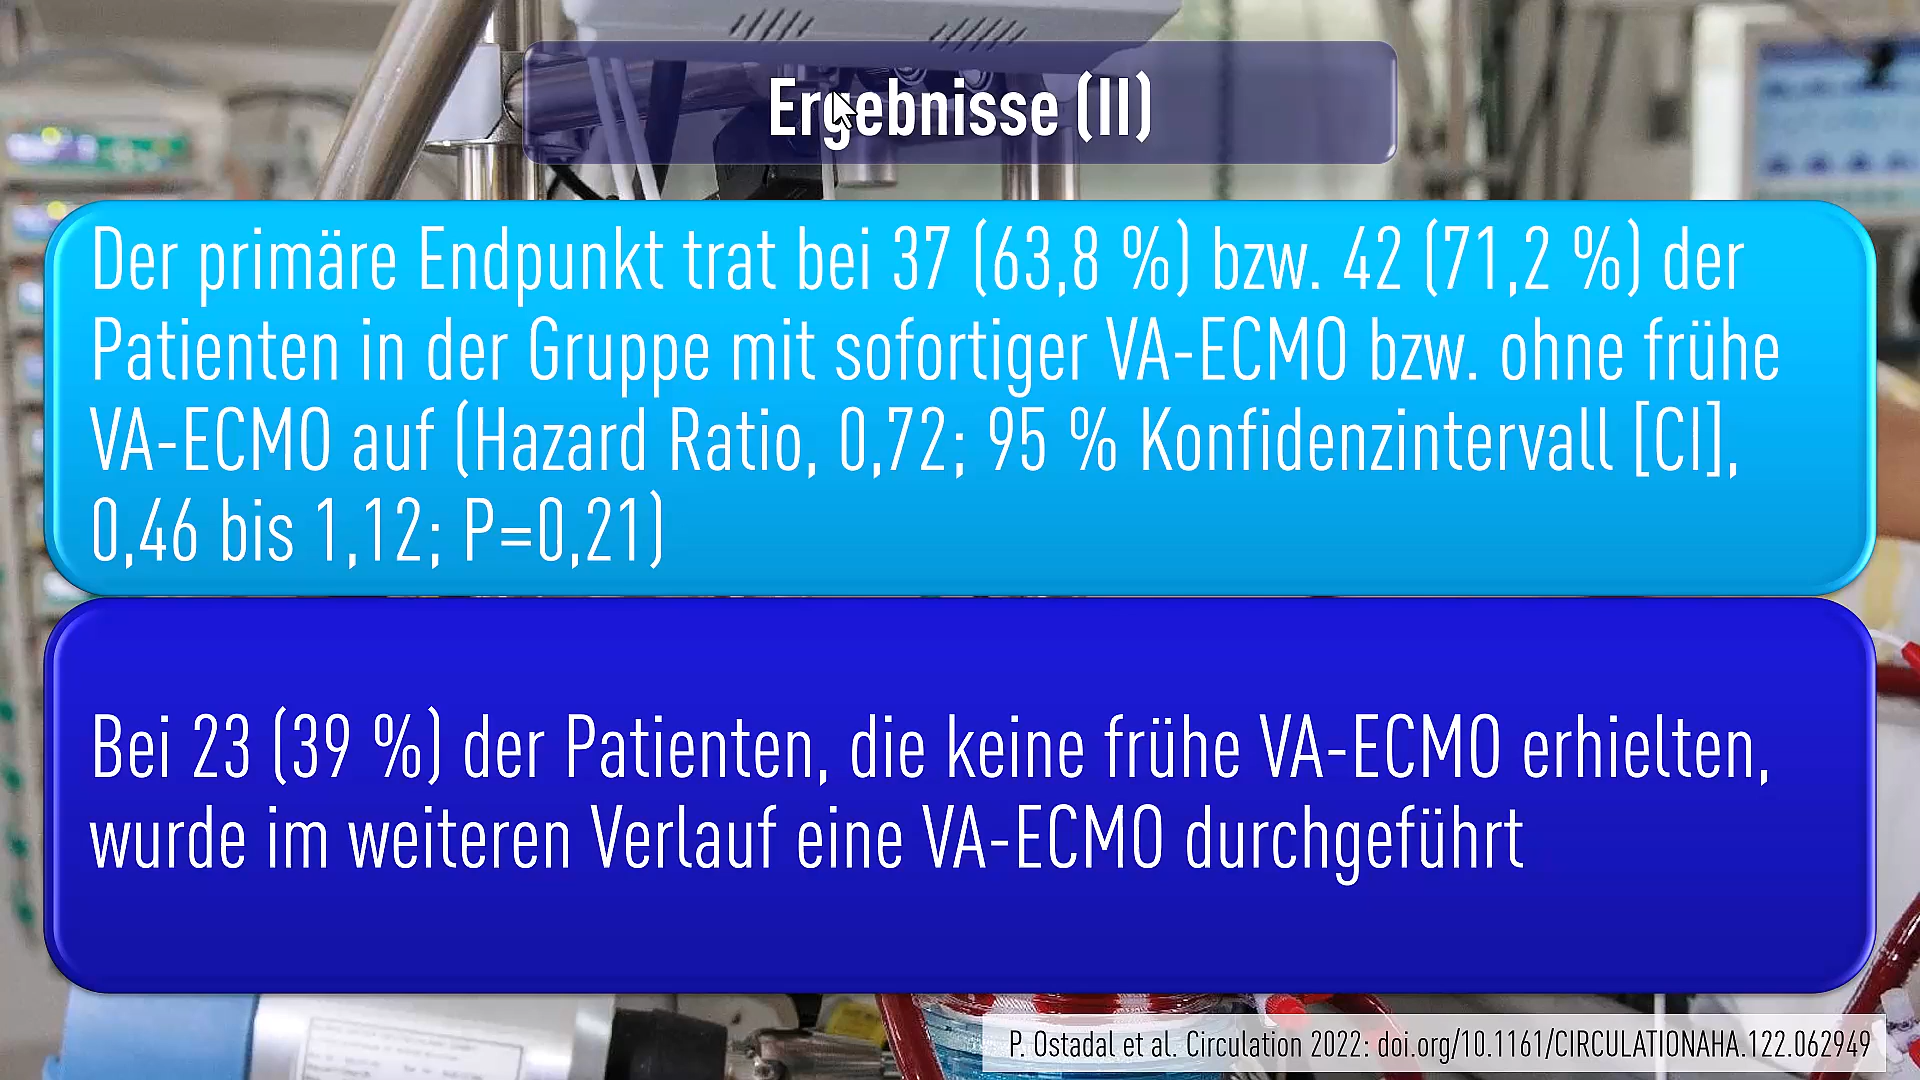 Ergebnisse (II)
Der primäre Endpunkt trat bei 37 (63,8 %) bzw. 42 (71,2 %) der
Patienten in der Gruppe mit sofortiger VA-ECMO bzw. ohne frühe
VA-ECMO auf (Hazard Ratio, 0,72; 95 % Konfidenzintervall [CI],
0,46 bis 1,12; P=0,21)
Bei 23 (39 %) der Patienten, die keine frühe VA-ECMO erhielten,
wurde im weiteren Verlauf eine VA-ECMO durchgeführt
P. Ostadal et al. Circulation 2022: doi.org/10.1161/CIRCULATIONAHA.122.062949